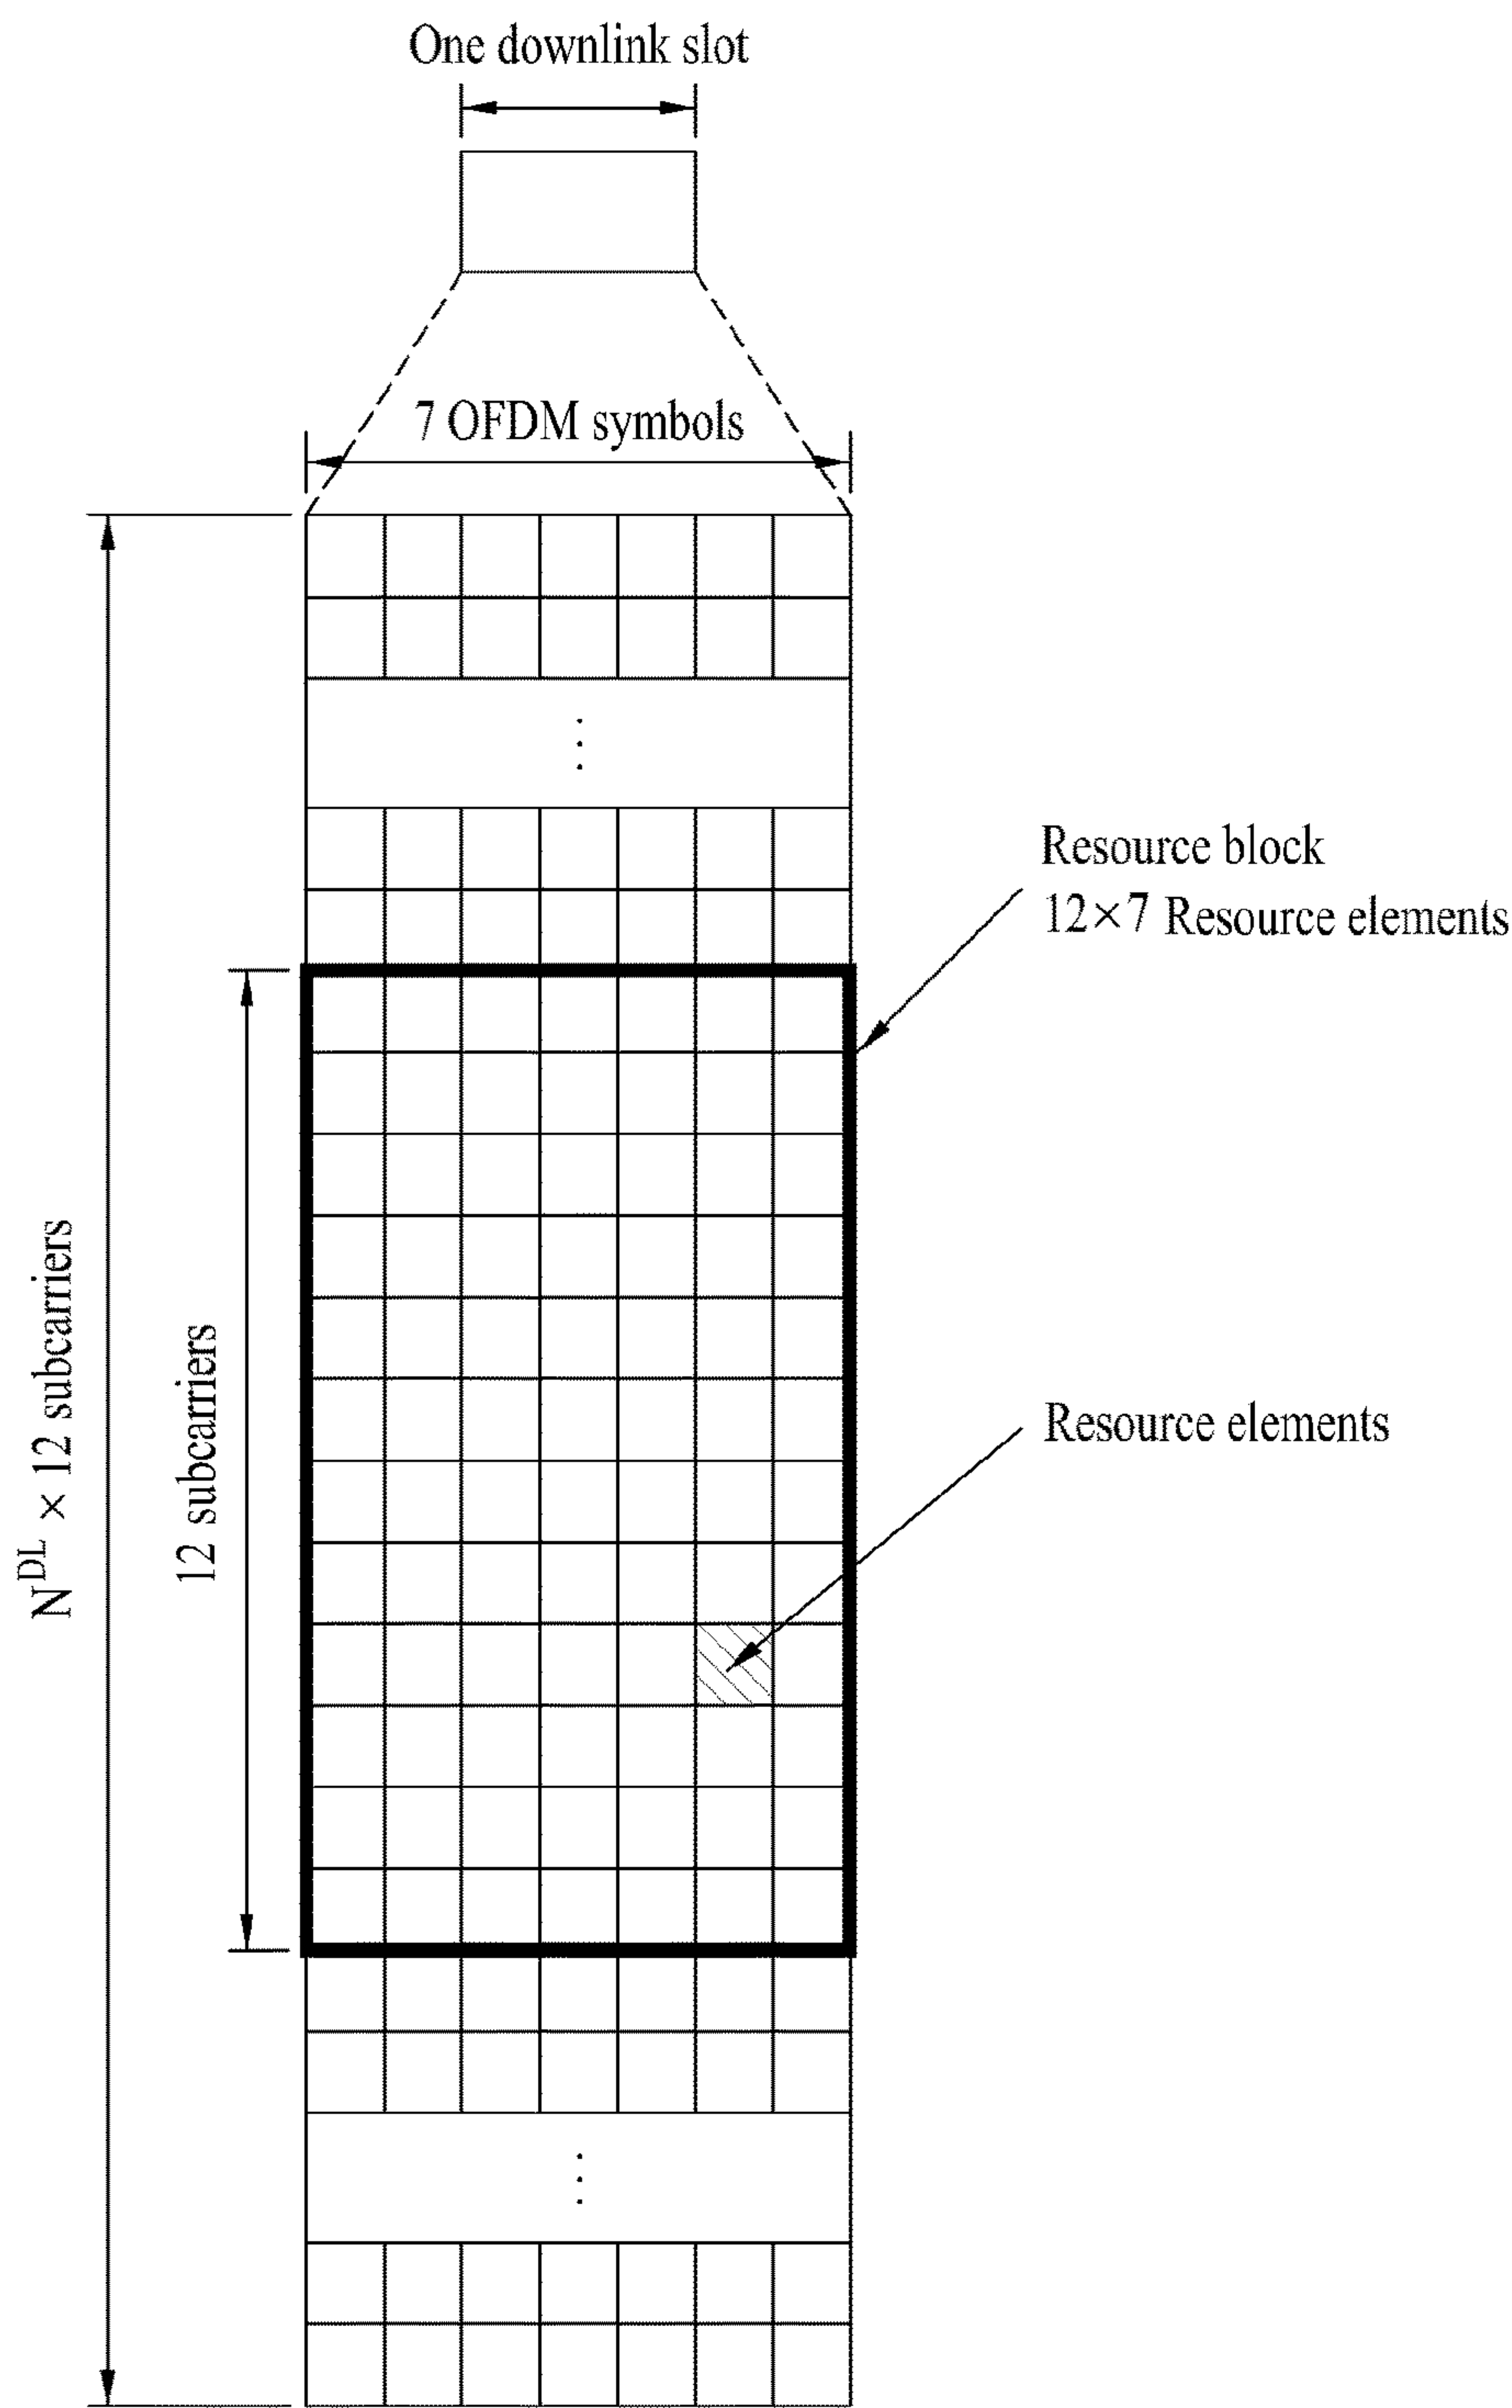 One downlink slot
7 OFDM symbols
Resource block
12×7 Resource elements
Resource elements
12 subcarriers
N^DL × 12 subcarriers